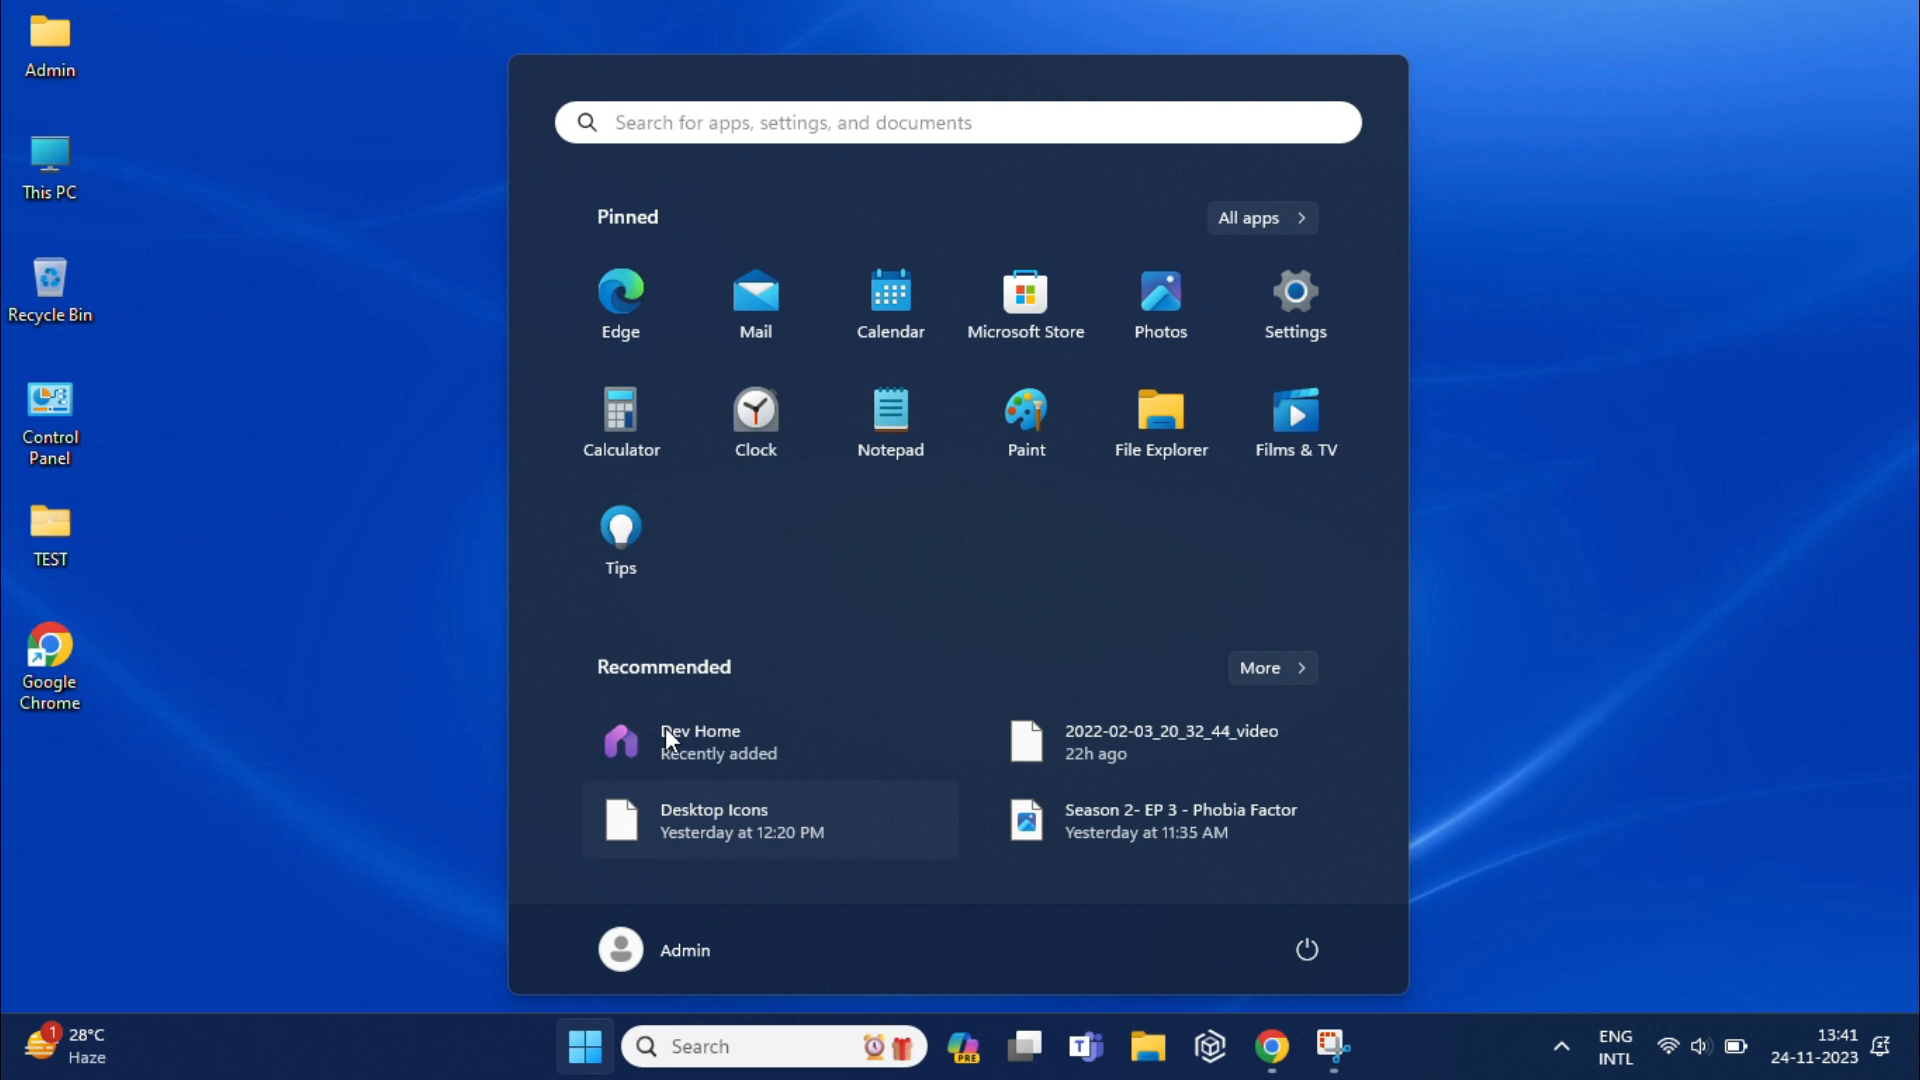 Admin
This PC
Recycle Bin
Control
Panel
TEST
Google
Chrome
Search for apps, settings, and documents
Pinned
All apps
Edge
Mail
Calendar
Microsoft Store
Photos
Settings
Calculator
Clock
Notepad
Paint
File Explorer
Films & TV
Tips
Recommended
More
Dev Home
Recently added
2022-02-03_20_32_44_video
22h ago
Desktop Icons
Yesterday at 12:20 PM
Season 2- EP 3 - Phobia Factor
Yesterday at 11:35 AM
Admin
1
28°C
Haze
Search
PRE
T
ENG
INTL
13:41
24-11-2023